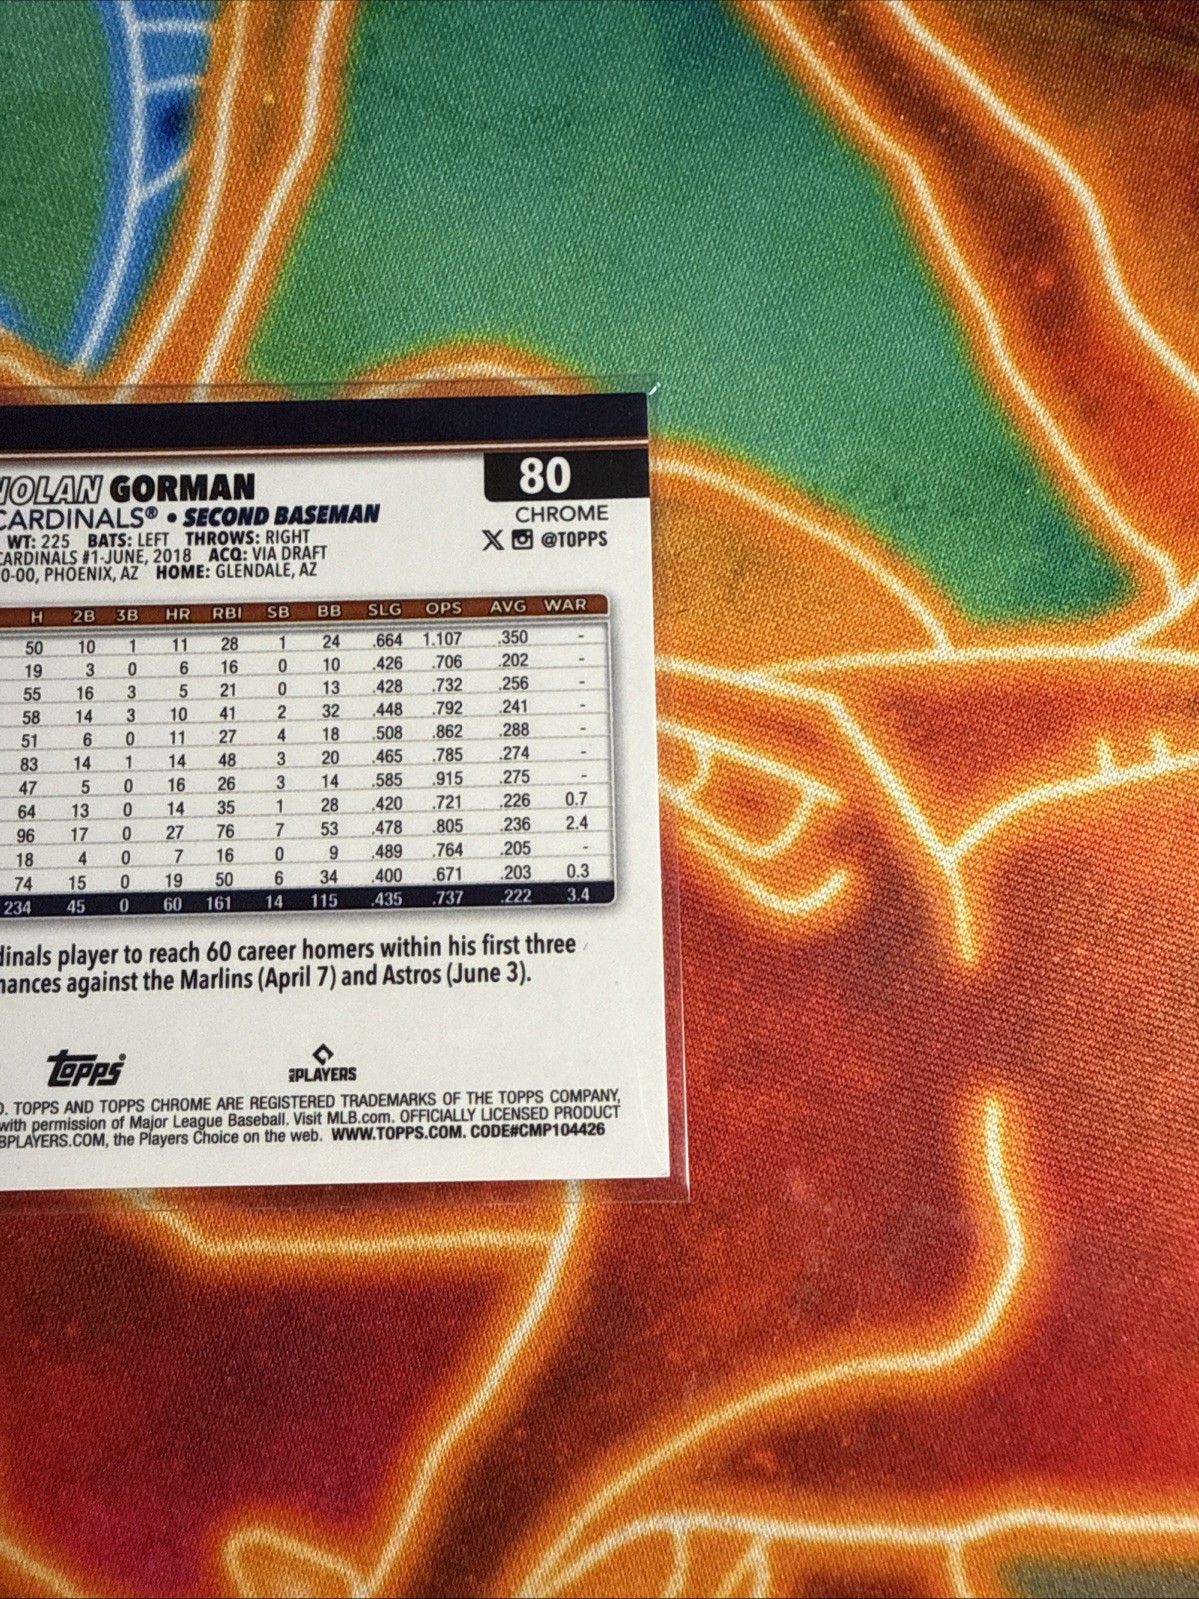 NOLAN GORMAN
80
CARDINALS® • SECOND BASEMAN
CHROME
WT: 225 BATS: LEFT THROWS: RIGHT
@TOPPS
CARDINALS #1-JUNE, 2018 ACQ: VIA DRAFT
0-00, PHOENIX, AZ HOME: GLENDALE, AZ
H 2B 3B HR RBI SB BB SLG OPS AVG WAR
50 10 1 11 28 1 24 .664 1.107 .350 -
19 3 0 6 16 0 10 .426 .706 .202 -
55 16 3 5 21 0 13 .428 .732 .256 -
58 14 3 10 41 2 32 .448 .792 .241 -
51 6 0 11 27 4 18 .508 .862 .288 -
83 14 1 14 48 3 20 .465 .785 .274 -
47 5 0 16 26 3 14 .585 .915 .275 -
64 13 0 14 35 1 28 .420 .721 .226 0.7
96 17 0 27 76 7 53 .478 .805 .236 2.4
18 4 0 7 16 0 9 .489 .764 .205 -
74 15 0 19 50 6 34 .400 .671 .203 0.3
234 45 0 60 161 14 115 .435 .737 .222 3.4
dinals player to reach 60 career homers within his first three
mances against the Marlins (April 7) and Astros (June 3).
topps
PLAYERS
D. TOPPS AND TOPPS CHROME ARE REGISTERED TRADEMARKS OF THE TOPPS COMPANY,
with permission of Major League Baseball. Visit MLB.com. OFFICIALLY LICENSED PRODUCT
BPLAYERS.COM, the Players Choice on the web. WWW.TOPPS.COM. CODE#CMP104426